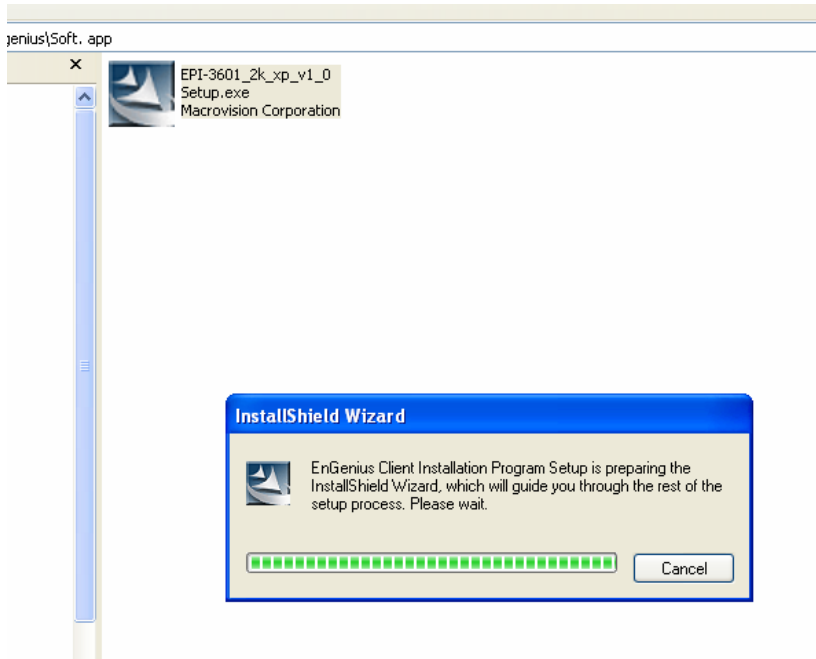 genius\Soft. app
EPI-3601_2k_xp_v1_0
Setup.exe
Macrovision Corporation
InstallShield Wizard
EnGenius Client Installation Program Setup is preparing the
InstallShield Wizard, which will guide you through the rest of the
setup process. Please wait.
Cancel